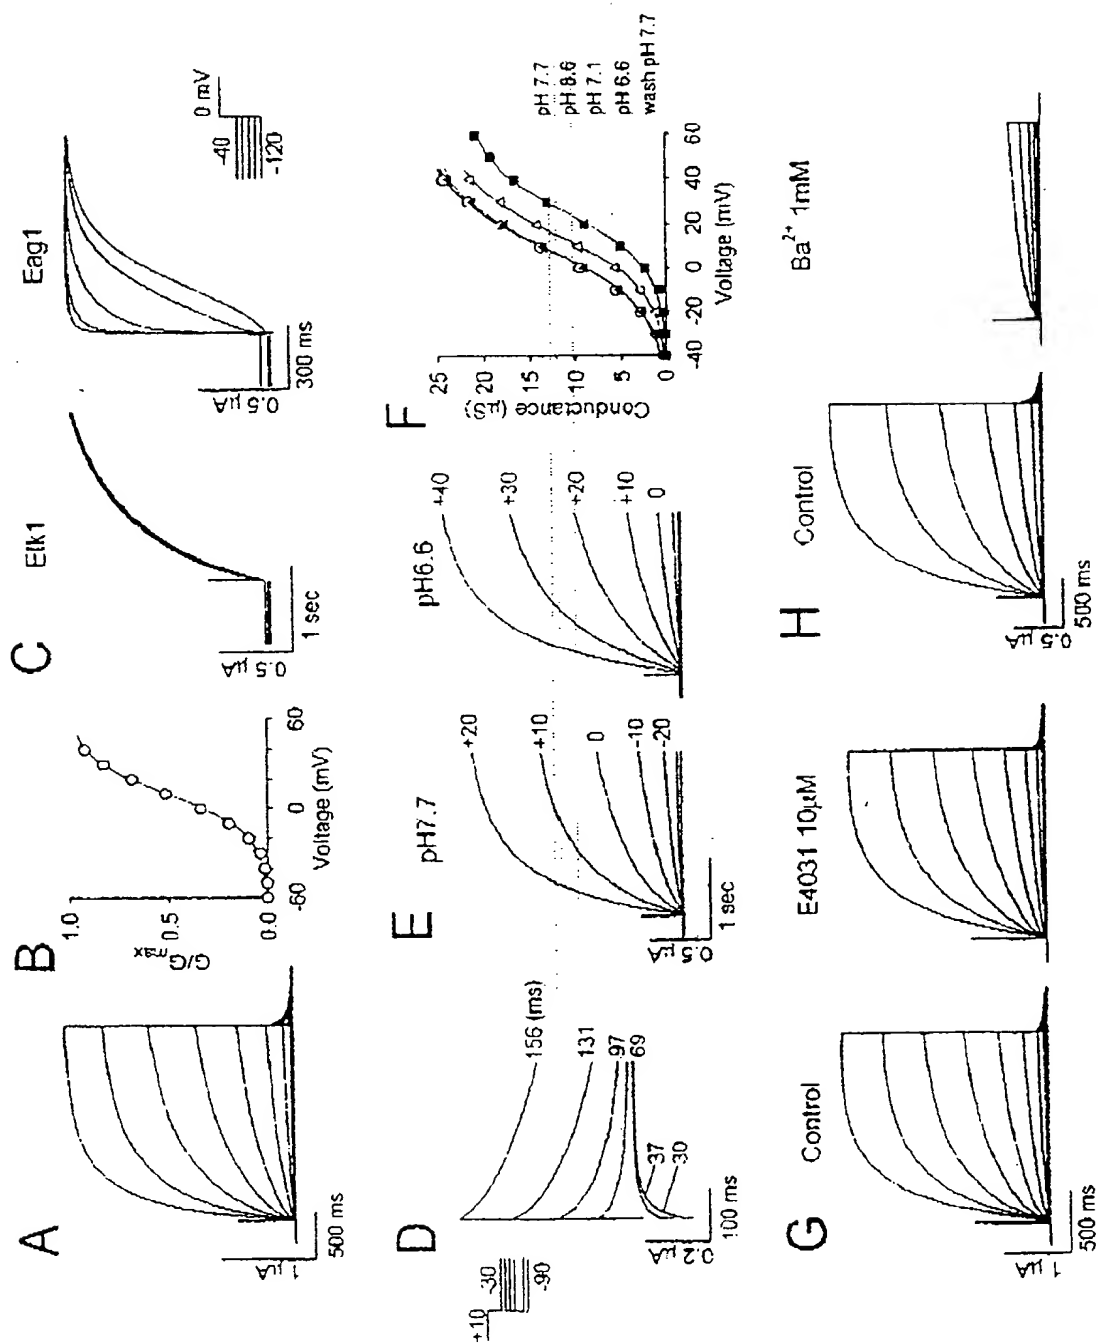 A
1 µA
500 ms
B
G/Gmax
1.0
0.5
0.0
-60
0
60
Voltage (mV)
C
Elk1
0.5 µA
1 sec
Eag1
0.5 µA
300 ms
0 mV
-40
-120
D
+10
-30
-90
156 (ms)
131
97
69
37
30
0.2 µA
100 ms
E
pH7.7
+20
+10
0
-10
-20
0.5 µA
1 sec
pH6.6
+40
+30
+20
+10
0
F
Conductance (µS)
25
20
15
10
5
0
-40
-20
0
20
40
60
Voltage (mV)
pH 7.7
pH 8.6
pH 7.1
pH 6.6
wash pH 7.7
G
Control
1 µA
500 ms
E4031 10µM
H
Control
0.5 µA
500 ms
Ba2+ 1mM